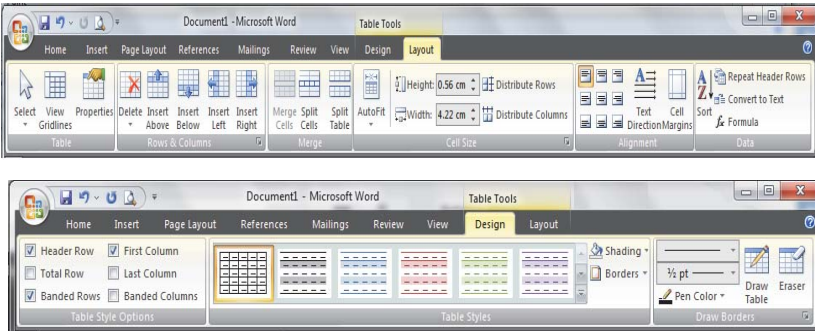 Document1 - Microsoft Word Table Tools
Home Insert Page Layout References Mailings Review View Design Layout
Select View Gridlines Properties Delete Insert Above Insert Below Insert Left Insert Right Merge Cells Split Cells Split Table AutoFit
Height: 0.56 cm Distribute Rows
Width: 4.22 cm Distribute Columns
Text Direction Cell Margins Sort
Repeat Header Rows
Convert to Text
fx Formula
Table Rows & Columns Merge Cell Size Alignment Data
Document1 - Microsoft Word Table Tools
Home Insert Page Layout References Mailings Review View Design Layout
Header Row First Column
Total Row Last Column
Banded Rows Banded Columns
Shading
Borders
½ pt
Pen Color
Draw Table Eraser
Table Style Options Table Styles Draw Borders